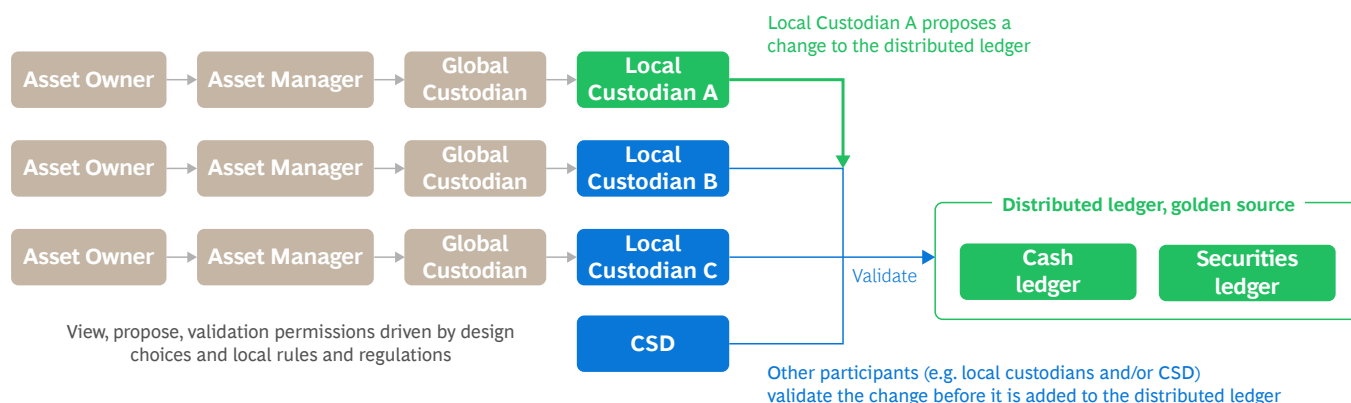 Local Custodian A proposes a
change to the distributed ledger
Asset Owner
Asset Manager
Global
Custodian
Local
Custodian A
Asset Owner
Asset Manager
Global
Custodian
Local
Custodian B
Asset Owner
Asset Manager
Global
Custodian
Local
Custodian C
Validate
Distributed ledger, golden source
Cash
ledger
Securities
ledger
View, propose, validation permissions driven by design
choices and local rules and regulations
CSD
Other participants (e.g. local custodians and/or CSD)
validate the change before it is added to the distributed ledger